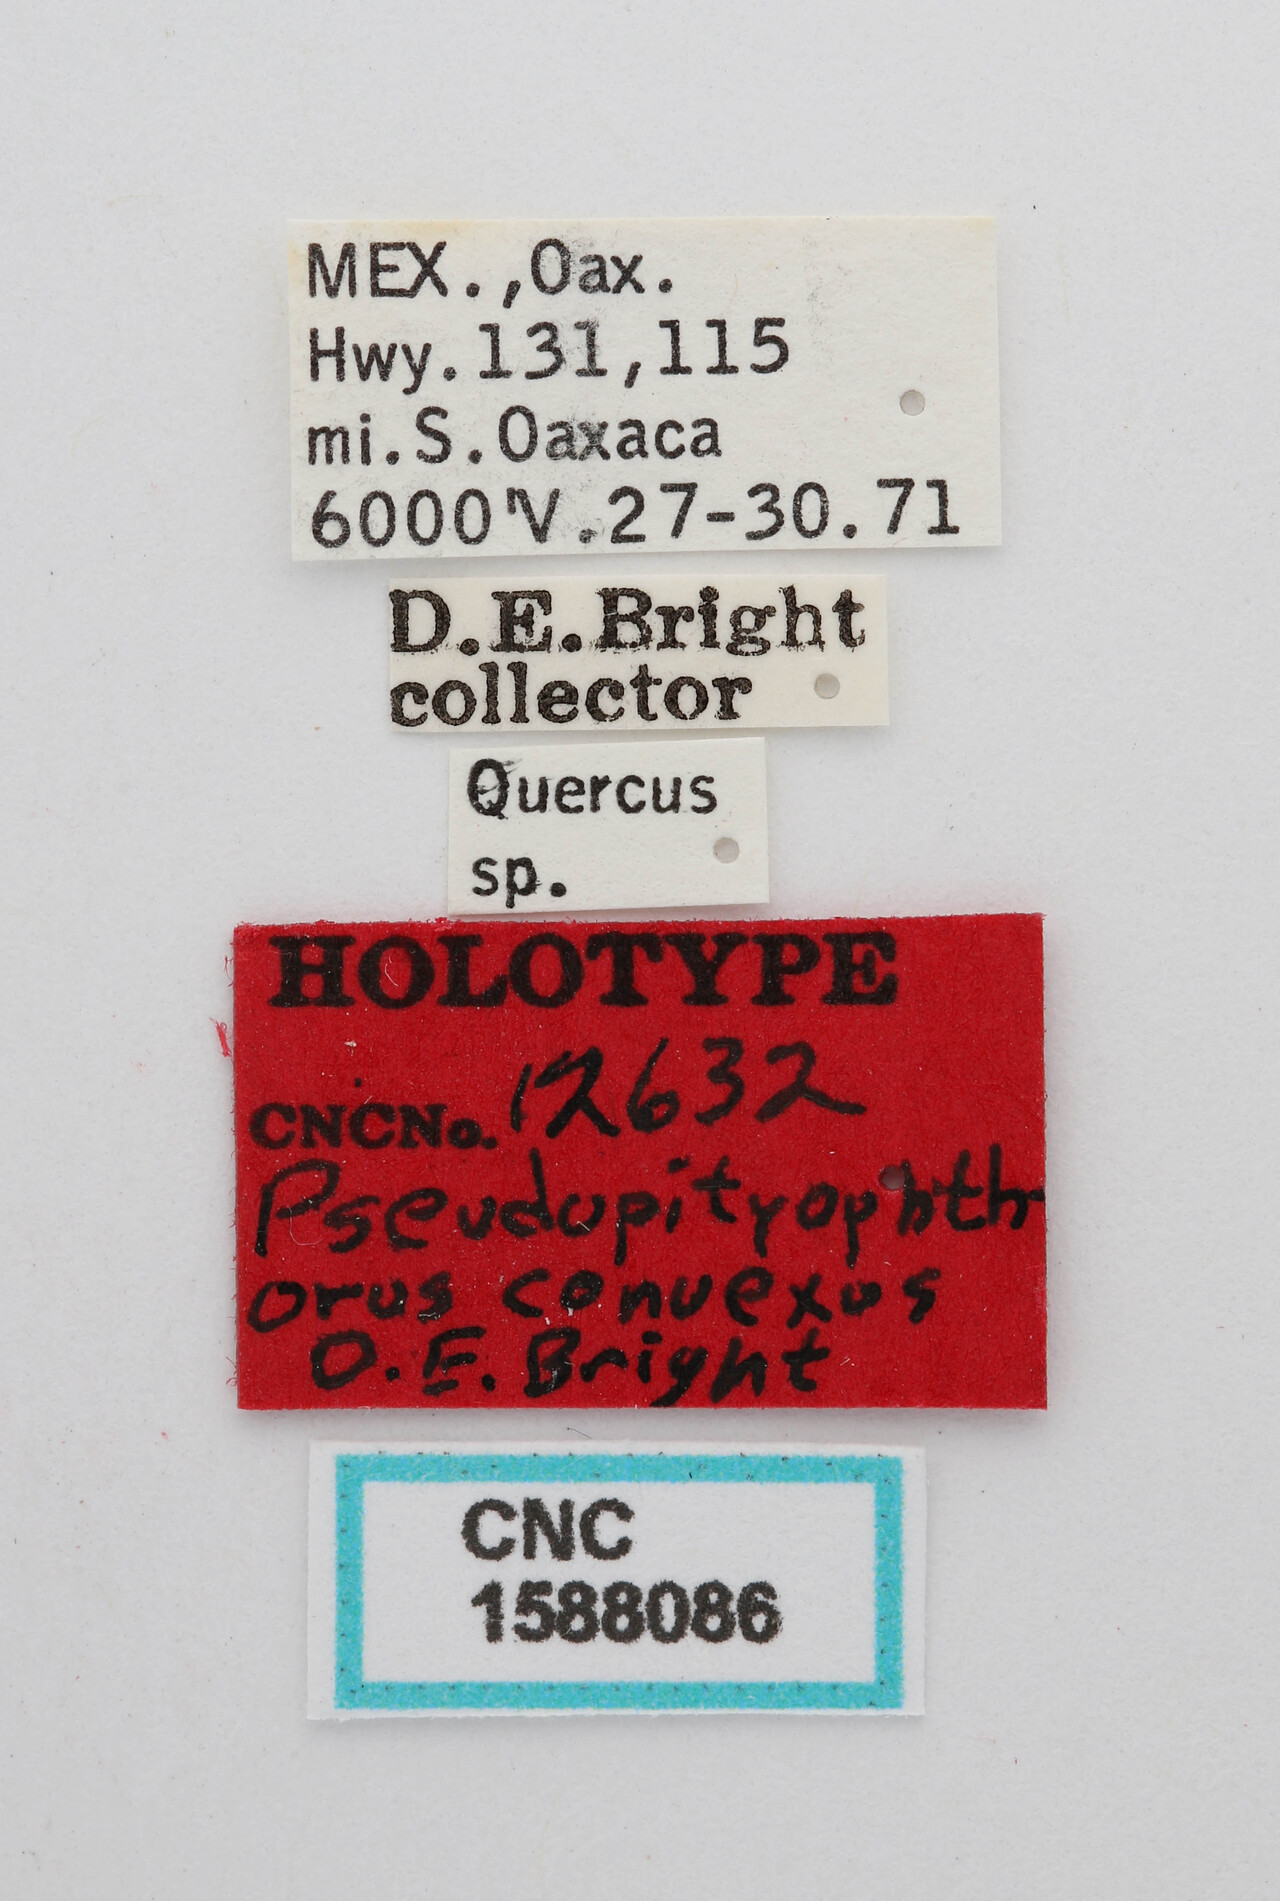 MEX.,Oax.
Hwy.131,115
mi.S.Oaxaca
6000'V.27-30.71
D.E.Bright
collector
Quercus
sp.
HOLOTYPE
CNCNo. 12632
Pseudopityophth
orus convexus
D.E.Bright
CNC
1588086